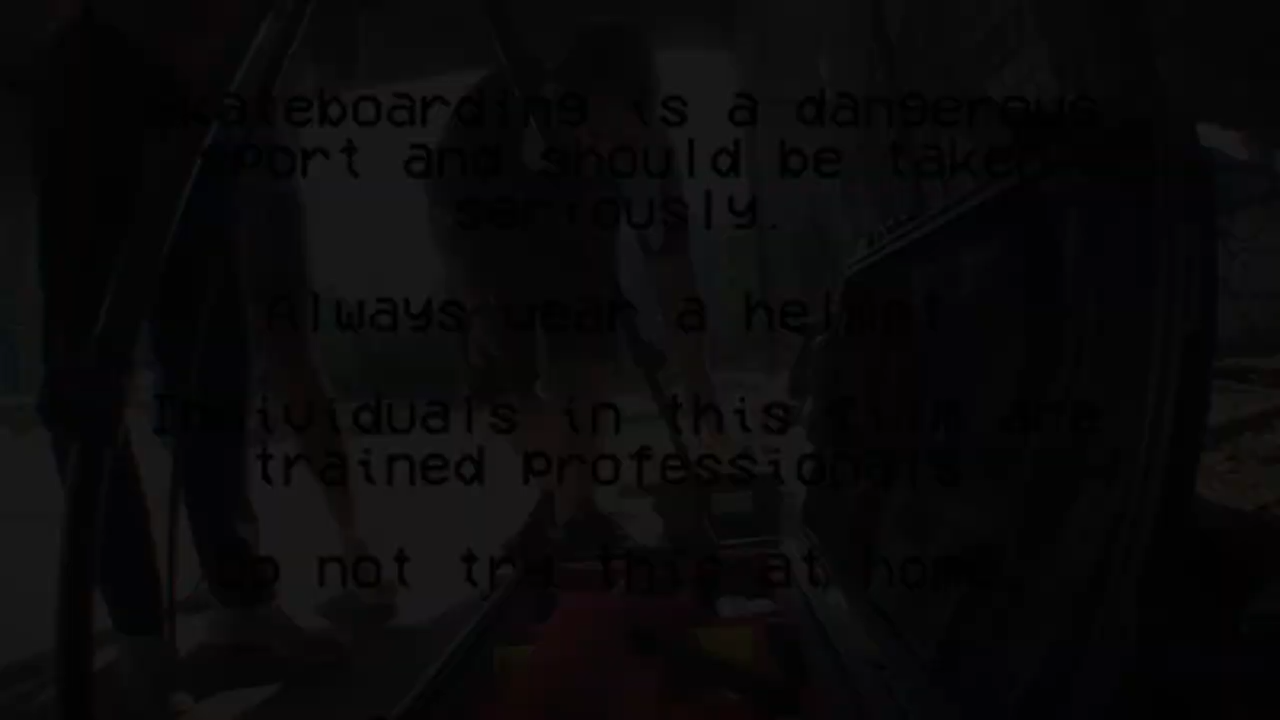 Skateboarding is a dangerous
sport and should be taken
seriously.
Always wear a helmet
Individuals in this film are
trained professionals
Do not try this at home